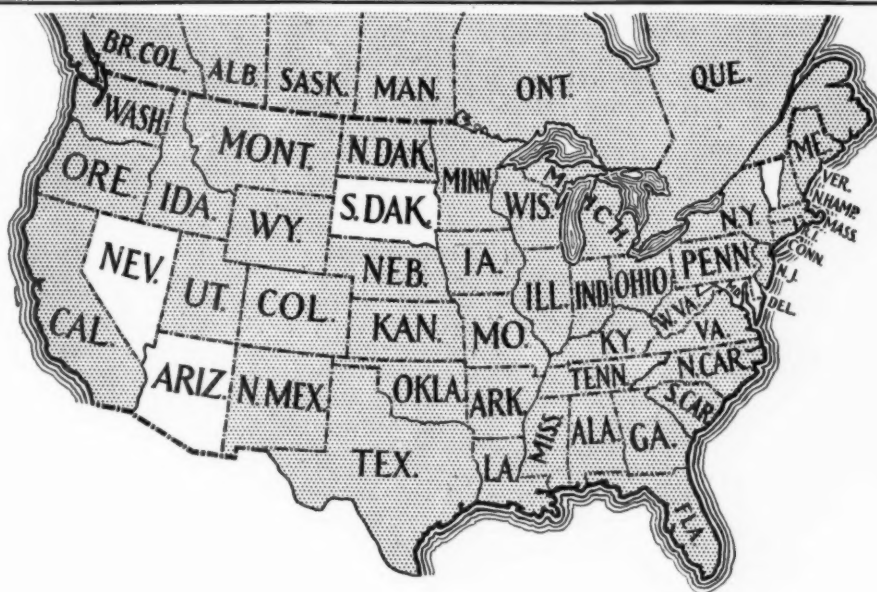 BR. COL.
ALB.
SASK.
MAN.
ONT.
QUE.
WASH.
MONT.
N. DAK.
MINN.
ME.
ORE.
IDA.
WY.
S. DAK.
WIS.
MICH.
N.Y.
VER.
N. HAMP.
MASS.
R.I.
CONN.
NEV.
UT.
COL.
NEB.
IA.
ILL.
IND.
OHIO
PENN.
N.J.
DEL.
CAL.
KAN.
MO.
KY.
W. VA.
VA.
ARIZ.
N. MEX.
OKLA.
ARK.
TENN.
N. CAR.
S. CAR.
TEX.
LA.
MISS.
ALA.
GA.
FLA.